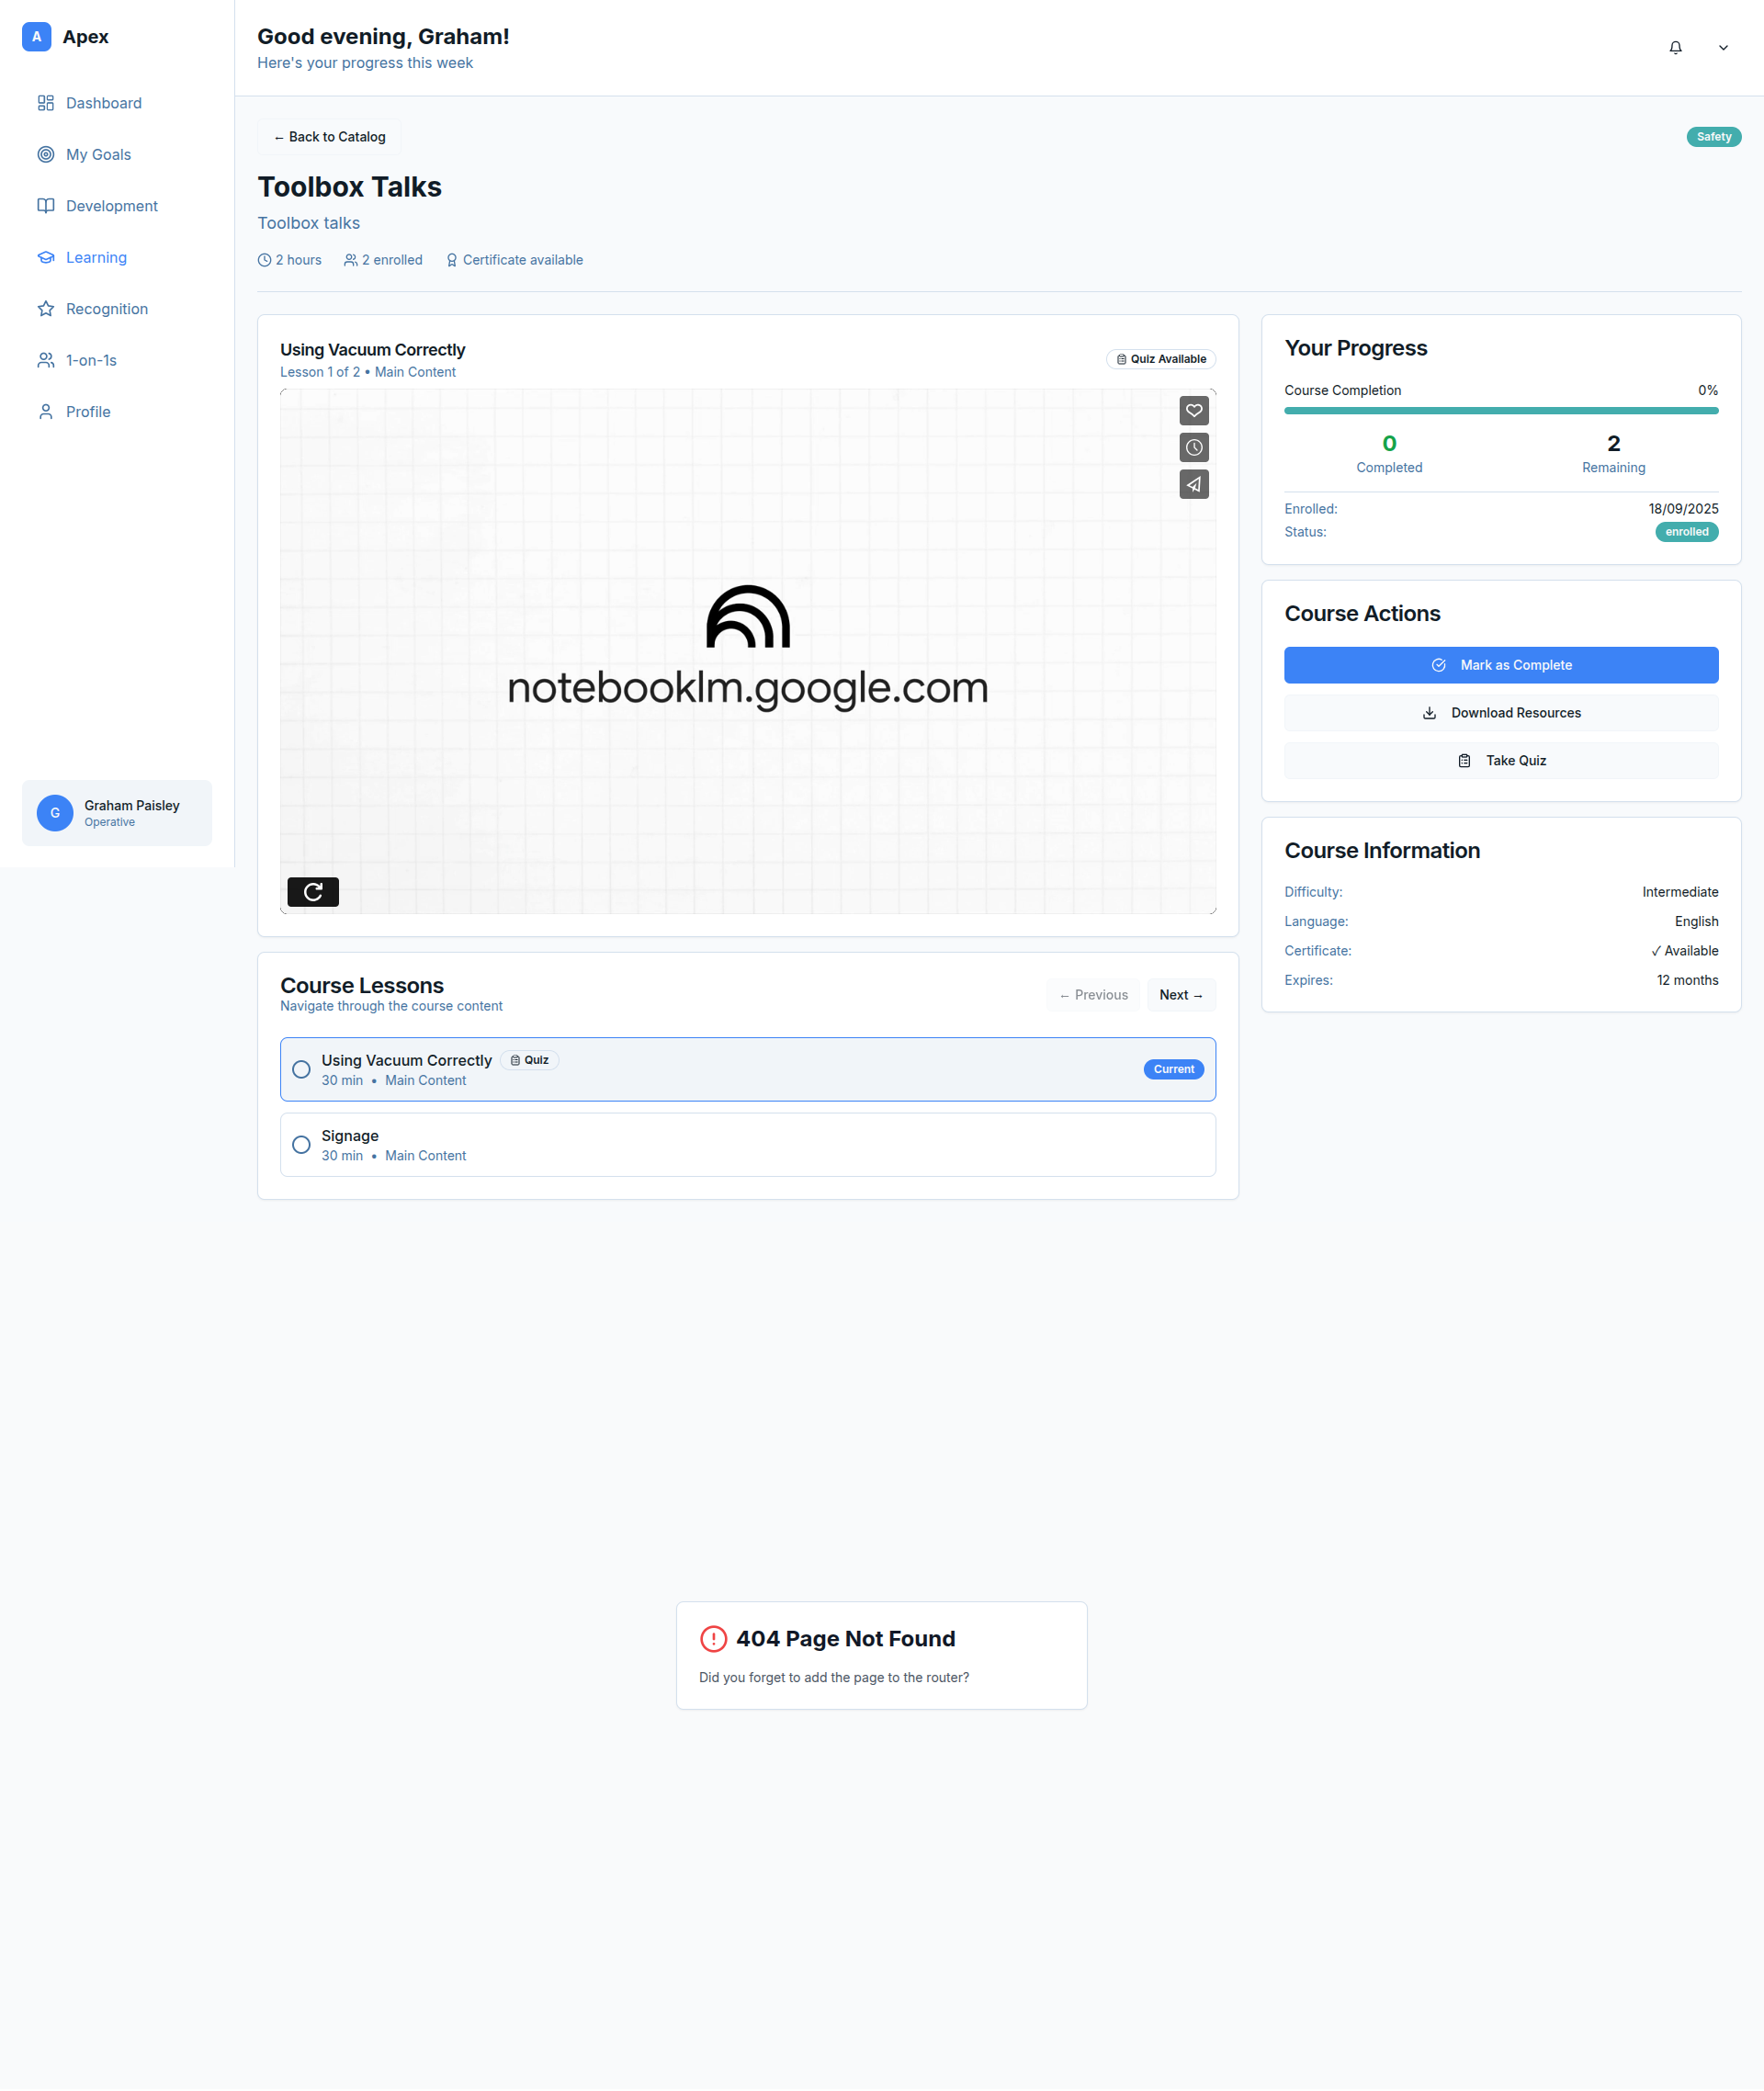 A Apex
Dashboard
My Goals
Development
Learning
Recognition
1-on-1s
Profile
G Graham Paisley
Operative
Good evening, Graham!
Here's your progress this week
← Back to Catalog
Safety
Toolbox Talks
Toolbox talks
2 hours 2 enrolled Certificate available
Using Vacuum Correctly
Lesson 1 of 2 • Main Content
Quiz Available
notebooklm.google.com
Course Lessons
Navigate through the course content
← Previous Next →
Using Vacuum Correctly Quiz
30 min • Main Content
Current
Signage
30 min • Main Content
Your Progress
Course Completion 0%
0 2
Completed Remaining
Enrolled: 18/09/2025
Status: enrolled
Course Actions
Mark as Complete
Download Resources
Take Quiz
Course Information
Difficulty: Intermediate
Language: English
Certificate: ✓ Available
Expires: 12 months
404 Page Not Found
Did you forget to add the page to the router?